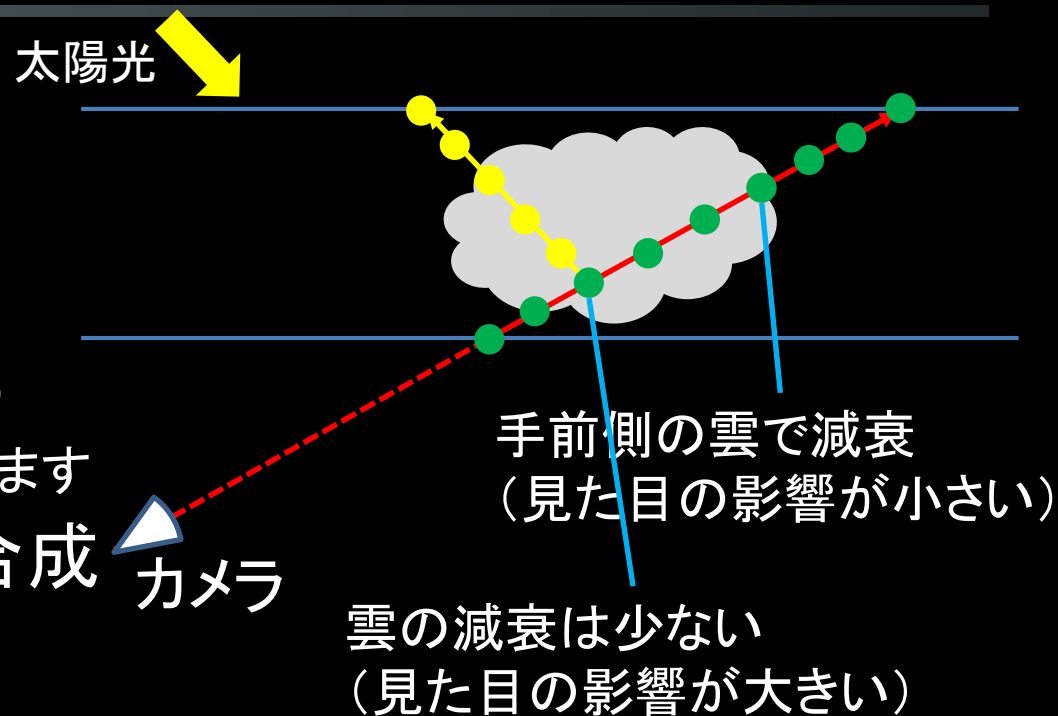 太陽光
手前側の雲で減衰
（見た目の影響が小さい）
ます
合成
カメラ
雲の減衰は少ない
（見た目の影響が大きい）